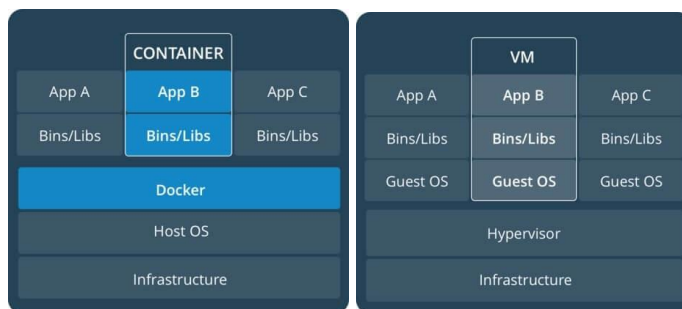 CONTAINER
App A App B App C
Bins/Libs Bins/Libs Bins/Libs
Docker
Host OS
Infrastructure
VM
App A App B App C
Bins/Libs Bins/Libs Bins/Libs
Guest OS Guest OS Guest OS
Hypervisor
Infrastructure